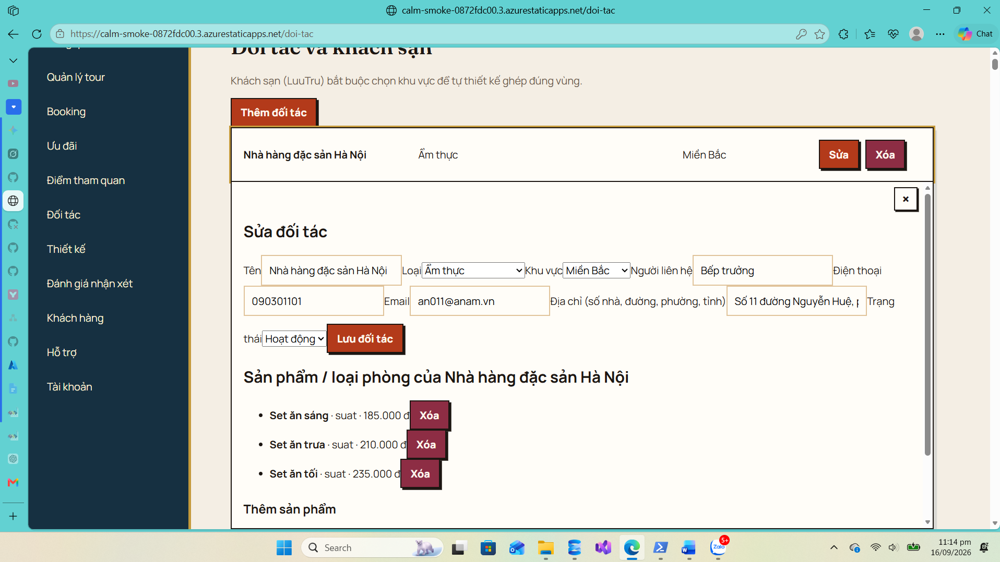 calm-smoke-0872fdc00.3.azurestaticapps.net/doi-tac
https://calm-smoke-0872fdc00.3.azurestaticapps.net/doi-tac
Chat
Đối tác và khách sạn
Quản lý tour
Booking
Ưu đãi
Điểm tham quan
Đối tác
Thiết kế
Đánh giá nhận xét
Khách hàng
Hỗ trợ
Tài khoản
Khách sạn (LuuTru) bắt buộc chọn khu vực để tự thiết kế ghép đúng vùng.
Thêm đối tác
Nhà hàng đặc sản Hà Nội Ẩm thực Miền Bắc Sửa Xóa
×
Sửa đối tác
Tên Nhà hàng đặc sản Hà Nội Loại Ẩm thực Khu vực Miền Bắc Người liên hệ Bếp trưởng Điện thoại
090301101 Email an011@anam.vn Địa chỉ (số nhà, đường, phường, tỉnh) Số 11 đường Nguyễn Huệ, Trạng
thái Hoạt động Lưu đối tác
Sản phẩm / loại phòng của Nhà hàng đặc sản Hà Nội
• Set ăn sáng · suat · 185.000 đ Xóa
• Set ăn trưa · suat · 210.000 đ Xóa
• Set ăn tối · suat · 235.000 đ Xóa
Thêm sản phẩm
Search
Zalo
5+
11:14 pm
16/09/2026